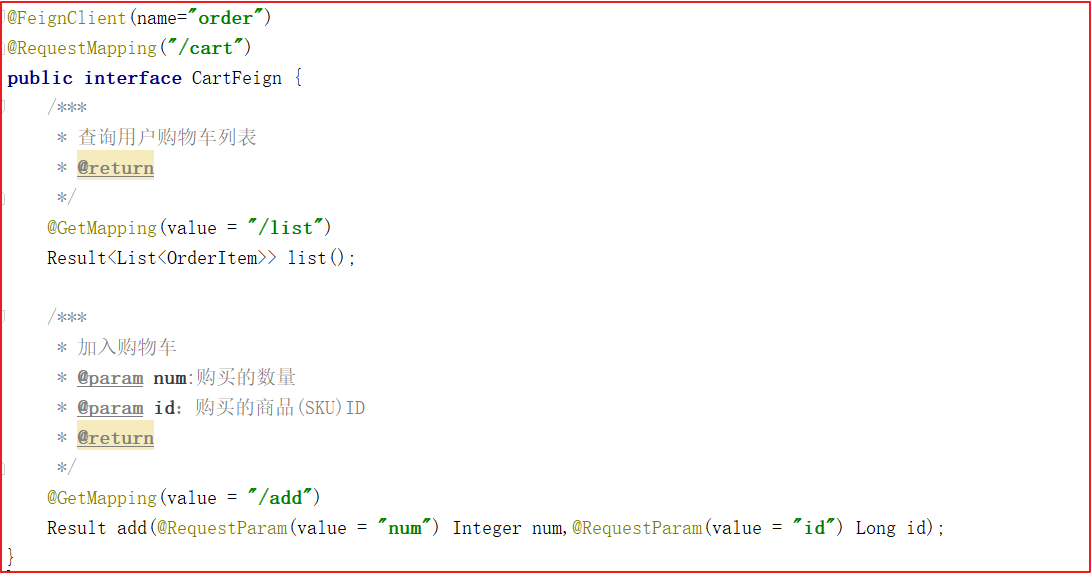 @FeignClient(name="order")
@RequestMapping("/cart")
public interface CartFeign {
/***
* 查询用户购物车列表
* @return
*/
@GetMapping(value = "/list")
Result<List<OrderItem>> list();
/***
* 加入购物车
* @param num:购买的数量
* @param id：购买的商品(SKU)ID
* @return
*/
@GetMapping(value = "/add")
Result add(@RequestParam(value = "num") Integer num,@RequestParam(value = "id") Long id);
}